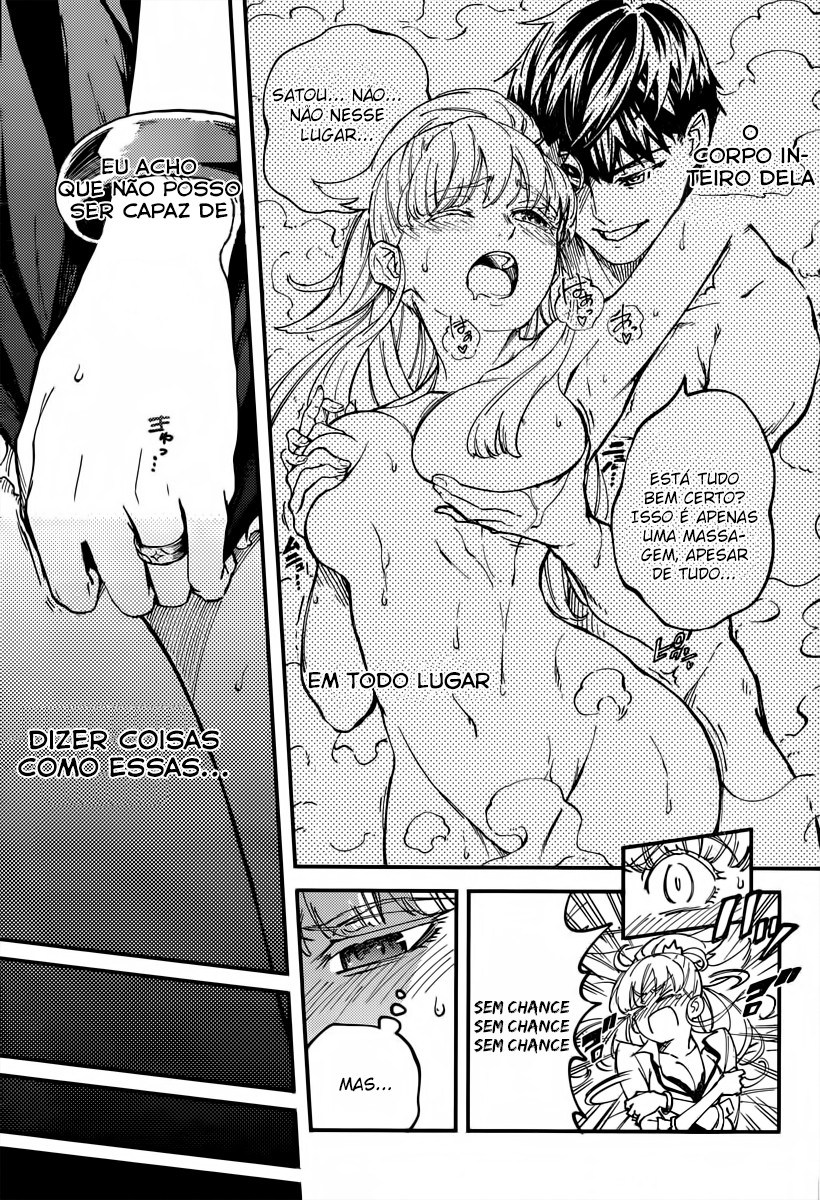 O
CORPO IN-
TEIRO DELA
SATOU... NÃO...
NÃO NESSE
LUGAR...
ESTÁ TUDO
BEM CERTO?
ISSO É APENAS
UMA MASSA-
GEM, APESAR
DE TUDO...
EM TODO LUGAR
SEM CHANCE
SEM CHANCE
SEM CHANCE
MAS...
EU ACHO
QUE NÃO POSSO
SER CAPAZ DE
DIZER COISAS
COMO ESSAS...